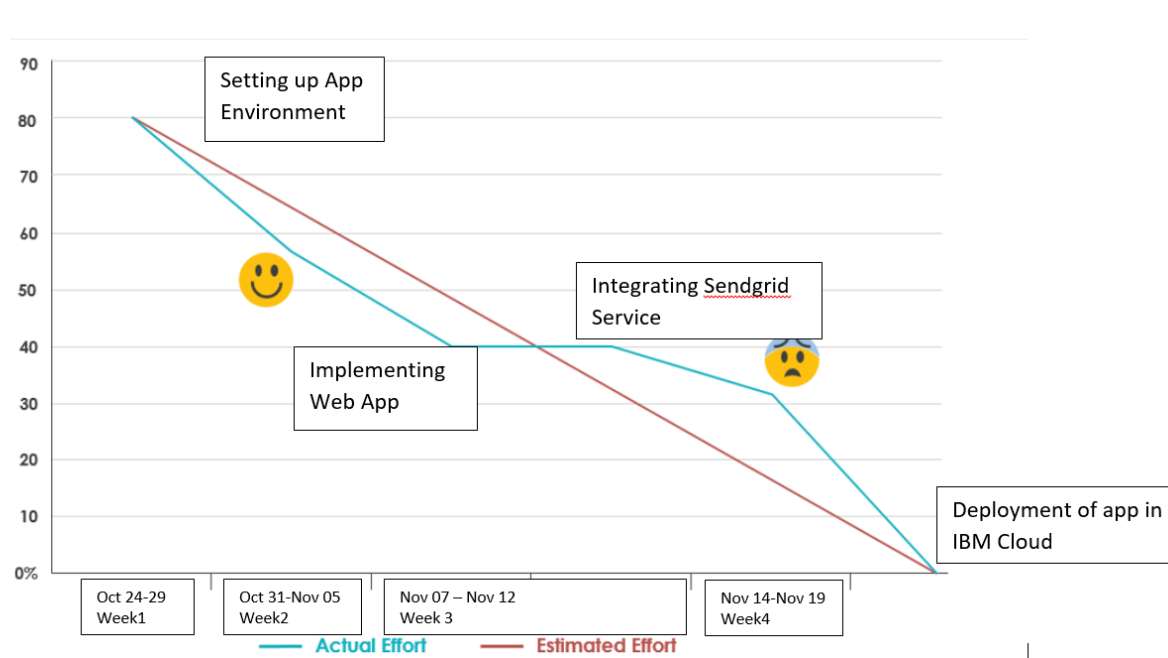 90
Setting up App
Environment
80
70
60
50
Integrating Sendgrid
Service
40
Implementing
Web App
30
20
10
Deployment of app in
IBM Cloud
0%
Oct 24-29
Week1
Oct 31-Nov 05
Week2
Nov 07 – Nov 12
Week 3
Nov 14-Nov 19
Week4
Actual Effort
Estimated Effort